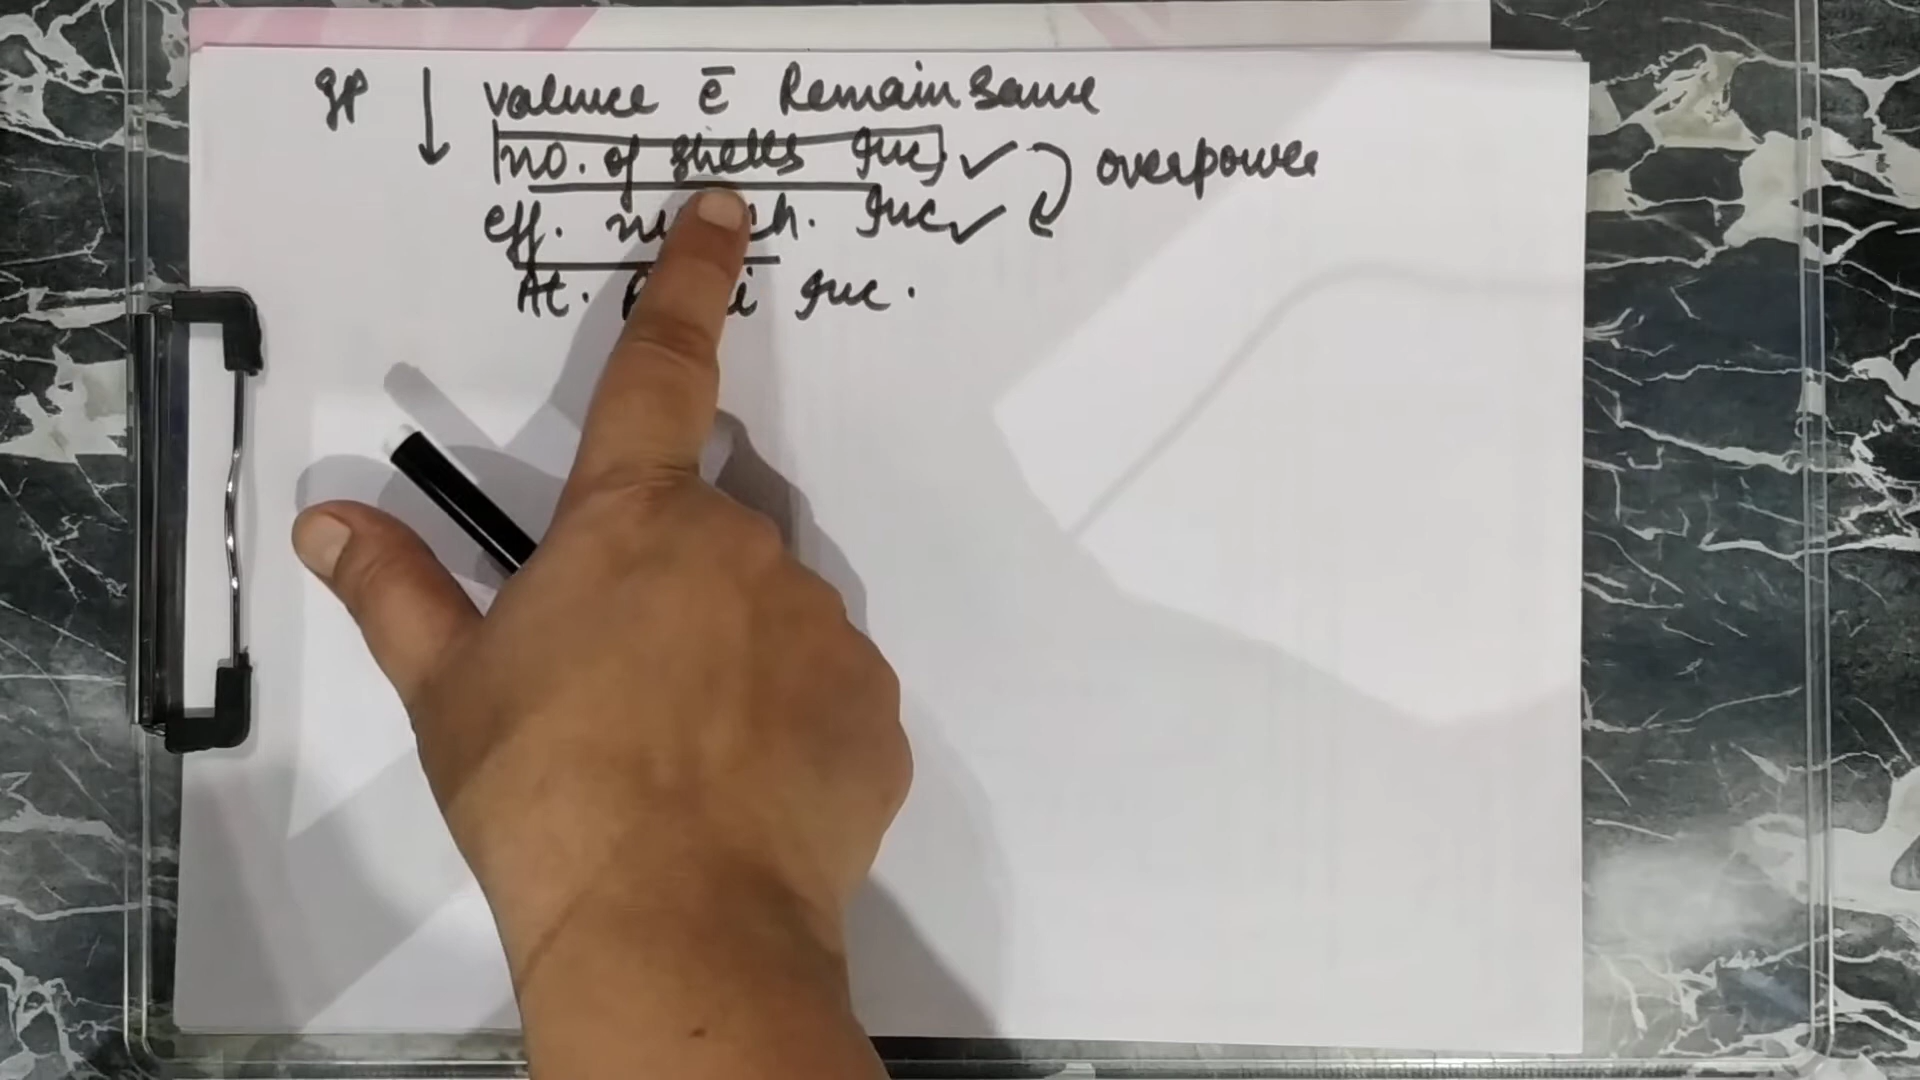 gp ↓ valence ē Remain same
no. of shells Inc. ✓ overpower
eff. Inc ✓
At. Inc.